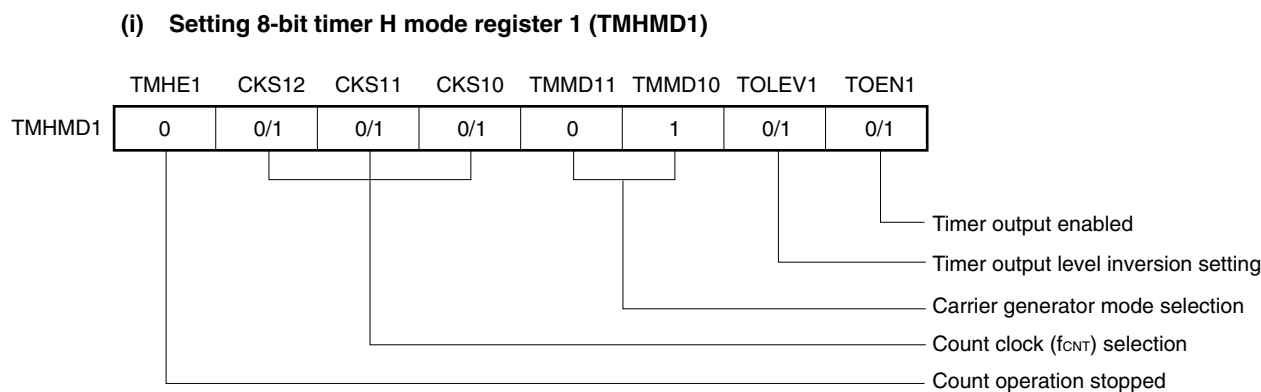 (i) Setting 8-bit timer H mode register 1 (TMHMD1)
TMHE1 CKS12 CKS11 CKS10 TMMD11 TMMD10 TOLEV1 TOEN1
TMHMD1 0 0/1 0/1 0/1 0 1 0/1 0/1
Timer output enabled
Timer output level inversion setting
Carrier generator mode selection
Count clock (fCNT) selection
Count operation stopped